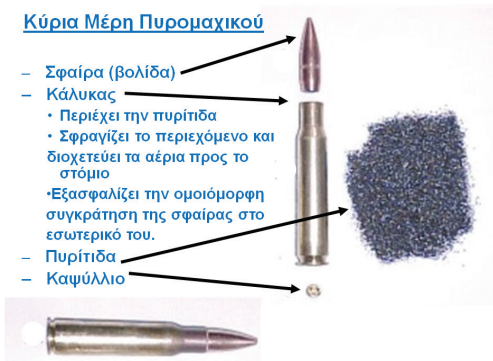 Κύρια Μέρη Πυρομαχικού
– Σφαίρα (βολίδα)
– Κάλυκας
• Περιέχει την πυρίτιδα
• Σφραγίζει το περιεχόμενο και
διοχετεύει τα αέρια προς το
στόμιο
•Εξασφαλίζει την ομοιόμορφη
συγκράτηση της σφαίρας στο
εσωτερικό του.
– Πυρίτιδα
– Καψύλλιο